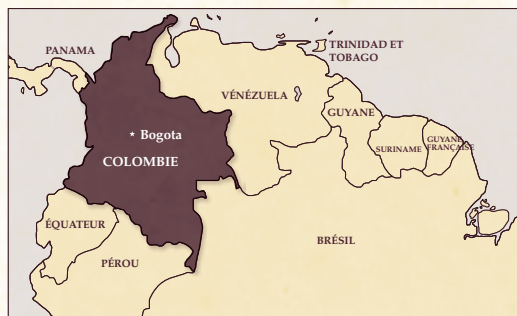 PANAMA
TRINIDAD ET
TOBAGO
VÉNÉZUELA
GUYANE
Bogota
SURINAME
GUYANE
FRANÇAISE
COLOMBIE
ÉQUATEUR
BRÉSIL
PÉROU